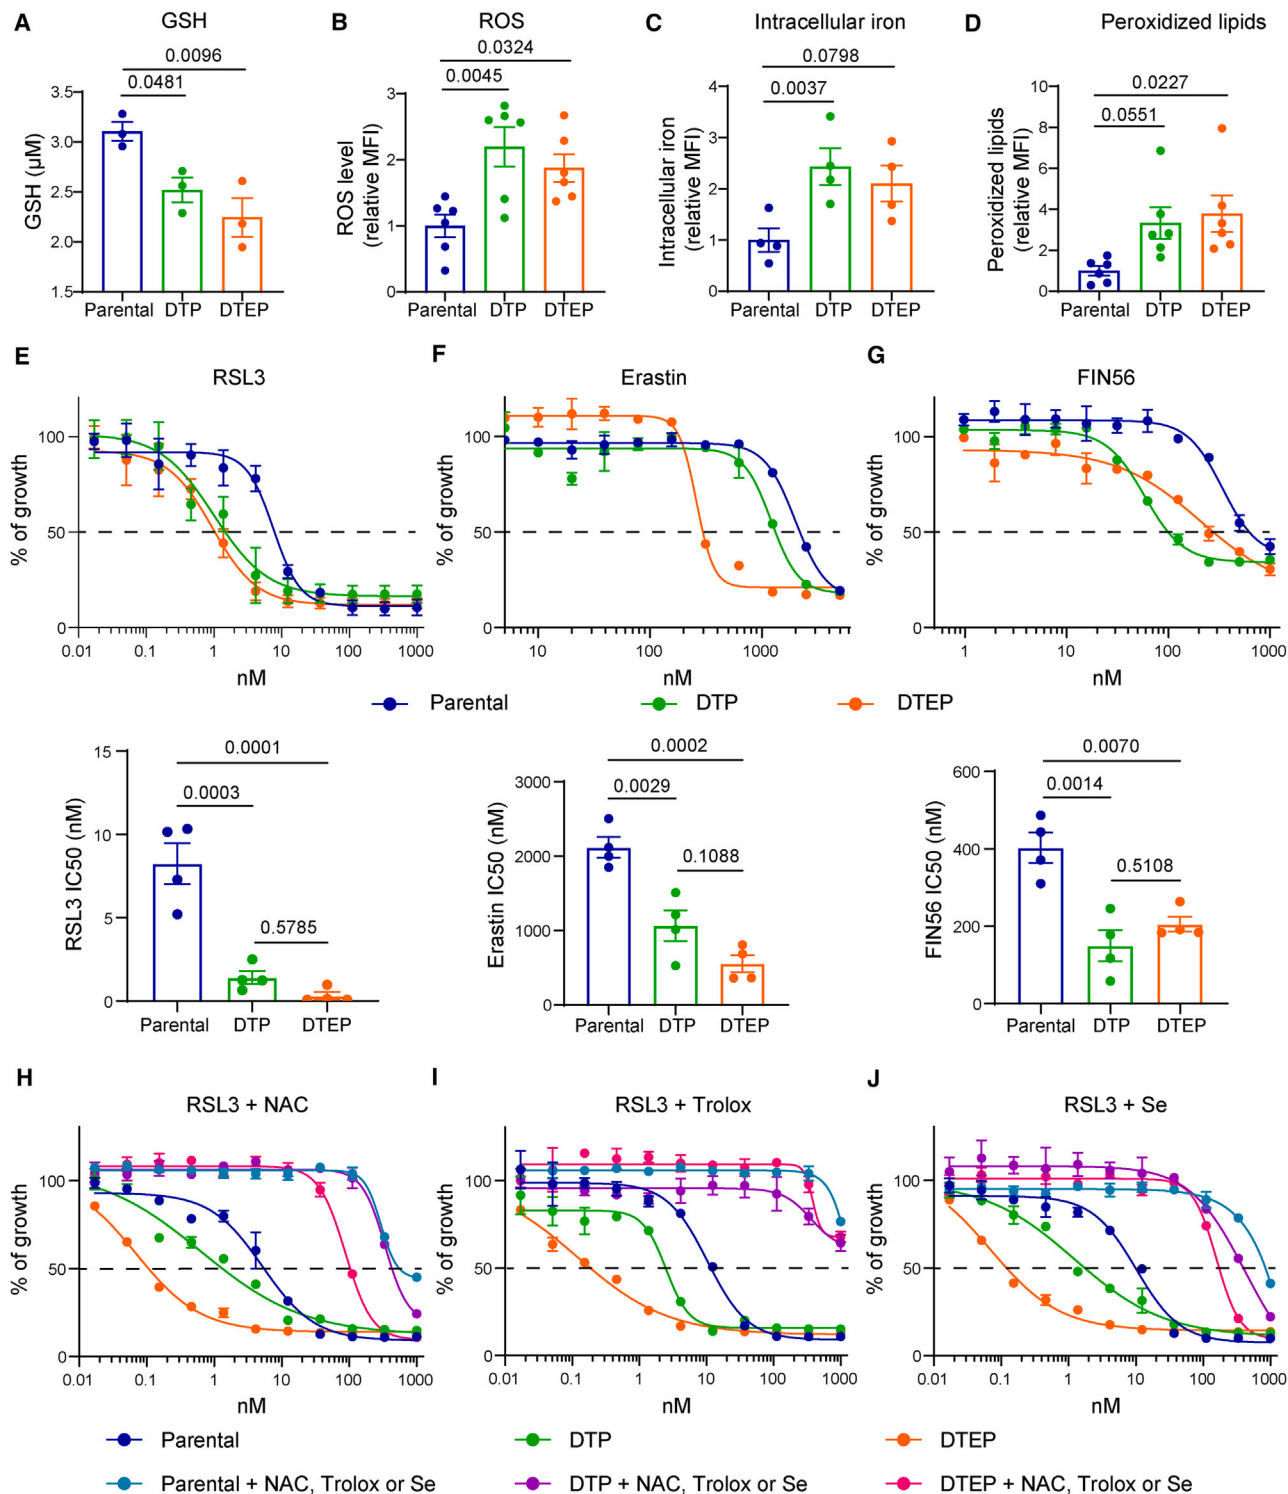 A
GSH
0.0096
0.0481
GSH (µM)
3.5
3.0
2.5
2.0
1.5
Parental
DTP
DTEP
B
ROS
0.0324
0.0045
ROS level
(relative MFI)
3
2
1
0
Parental
DTP
DTEP
C
Intracellular iron
0.0798
0.0037
Intracellular iron
(relative MFI)
4
3
2
1
0
Parental
DTP
DTEP
D
Peroxidized lipids
0.0227
0.0551
Peroxidized lipids
(relative MFI)
10
8
6
4
2
0
Parental
DTP
DTEP
E
RSL3
% of growth
100
50
0
0.01 0.1 1 10 100 1000
nM
F
Erastin
% of growth
100
50
0
10 100 1000
nM
G
FIN56
% of growth
100
50
0
1 10 100 1000
nM
Parental
DTP
DTEP
0.0001
0.0003
0.5785
RSL3 IC50 (nM)
15
10
5
0
Parental
DTP
DTEP
0.0002
0.0029
0.1088
Erastin IC50 (nM)
3000
2000
1000
0
Parental
DTP
DTEP
0.0070
0.0014
0.5108
FIN56 IC50 (nM)
600
400
200
0
Parental
DTP
DTEP
H
RSL3 + NAC
% of growth
100
50
0
0.01 0.1 1 10 100 1000
nM
I
RSL3 + Trolox
% of growth
100
50
0
0.01 0.1 1 10 100 1000
nM
J
RSL3 + Se
% of growth
100
50
0
0.01 0.1 1 10 100 1000
nM
Parental
DTP
DTEP
Parental + NAC, Trolox or Se
DTP + NAC, Trolox or Se
DTEP + NAC, Trolox or Se